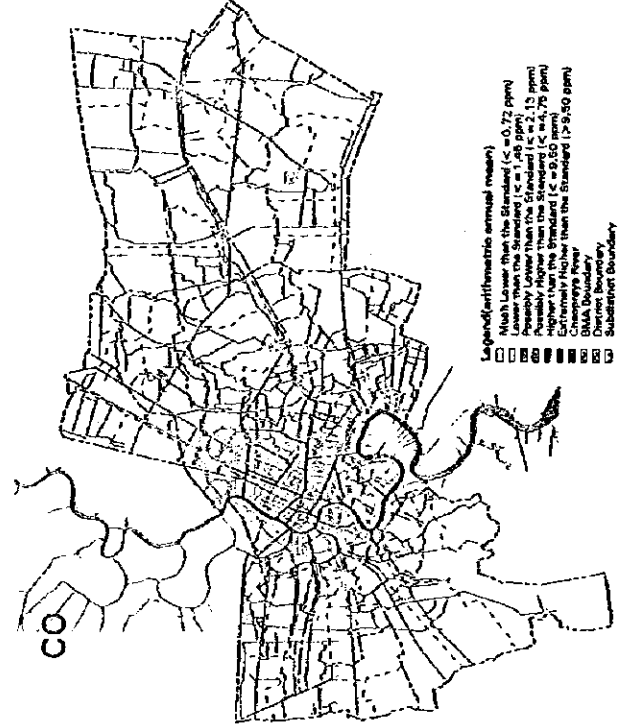 CO
Legend(arithmetric annual mean)
Much Lower than the Standard (<=0.72 ppm)
Lower than the Standard (<=1.46 ppm)
Possibly Lower than the Standard (<=2.13 ppm)
Possibly Higher than the Standard (<=4.75 ppm)
Higher than the Standard (<=9.50 ppm)
Extremely Higher than the Standard (>9.50 ppm)
Chaopraya River
BMA Boundary
District Boundary
Subdistrict Boundary